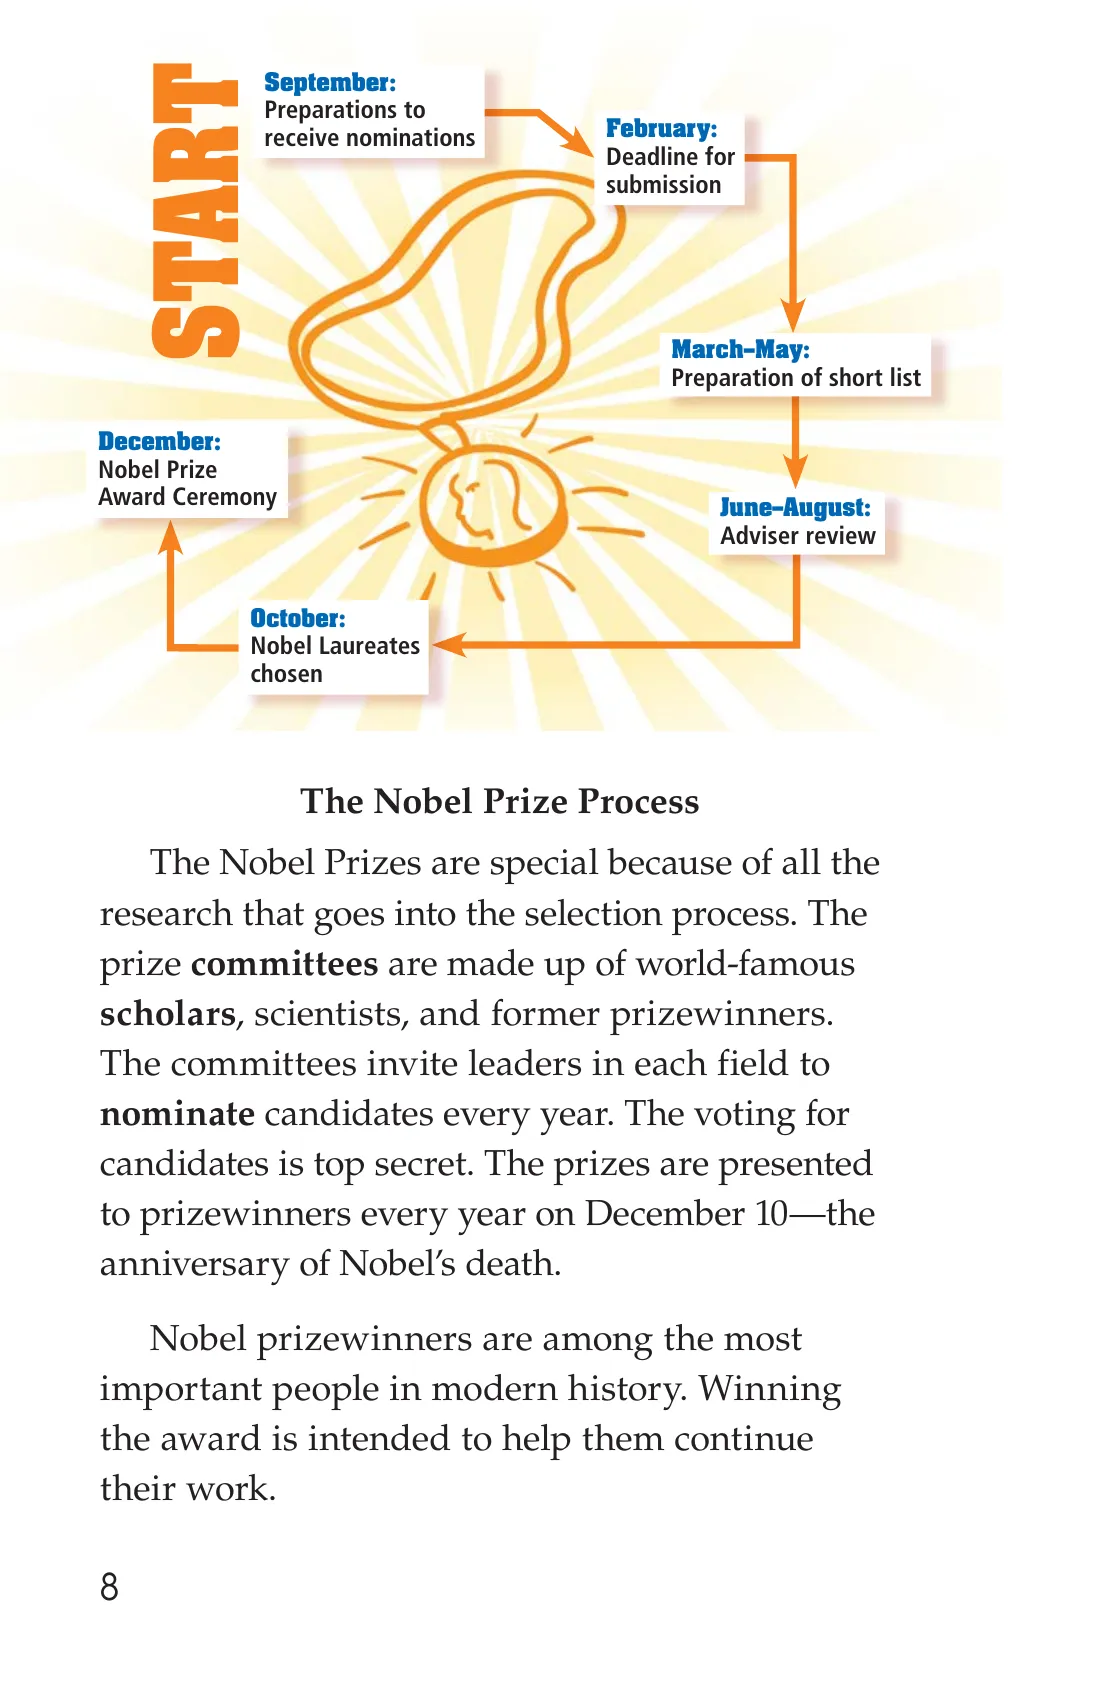 START
September:
Preparations to
receive nominations
February:
Deadline for
submission
March–May:
Preparation of short list
June–August:
Adviser review
October:
Nobel Laureates
chosen
December:
Nobel Prize
Award Ceremony
The Nobel Prize Process
The Nobel Prizes are special because of all the
research that goes into the selection process. The
prize committees are made up of world-famous
scholars, scientists, and former prizewinners.
The committees invite leaders in each field to
nominate candidates every year. The voting for
candidates is top secret. The prizes are presented
to prizewinners every year on December 10—the
anniversary of Nobel’s death.
Nobel prizewinners are among the most
important people in modern history. Winning
the award is intended to help them continue
their work.
8